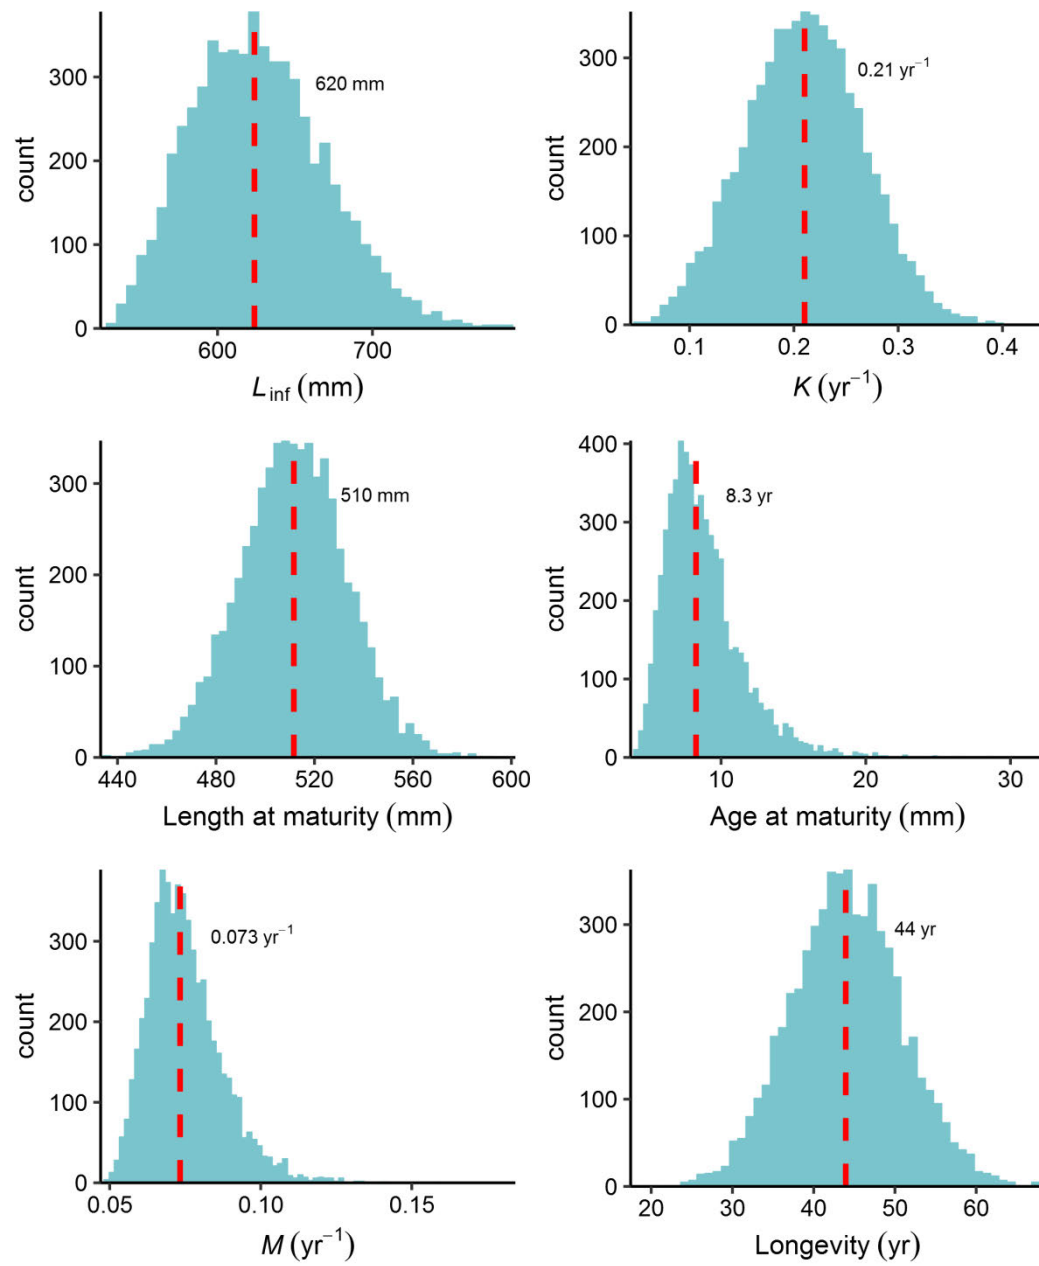 300
200
100
0
count
620 mm
600 700
L_inf (mm)
300
200
100
0
count
0.21 yr⁻¹
0.1 0.2 0.3 0.4
K (yr⁻¹)
300
200
100
0
count
510 mm
440 480 520 560 600
Length at maturity (mm)
400
300
200
100
0
count
8.3 yr
10 20 30
Age at maturity (mm)
300
200
100
0
count
0.073 yr⁻¹
0.05 0.10 0.15
M (yr⁻¹)
300
200
100
0
count
44 yr
20 30 40 50 60
Longevity (yr)